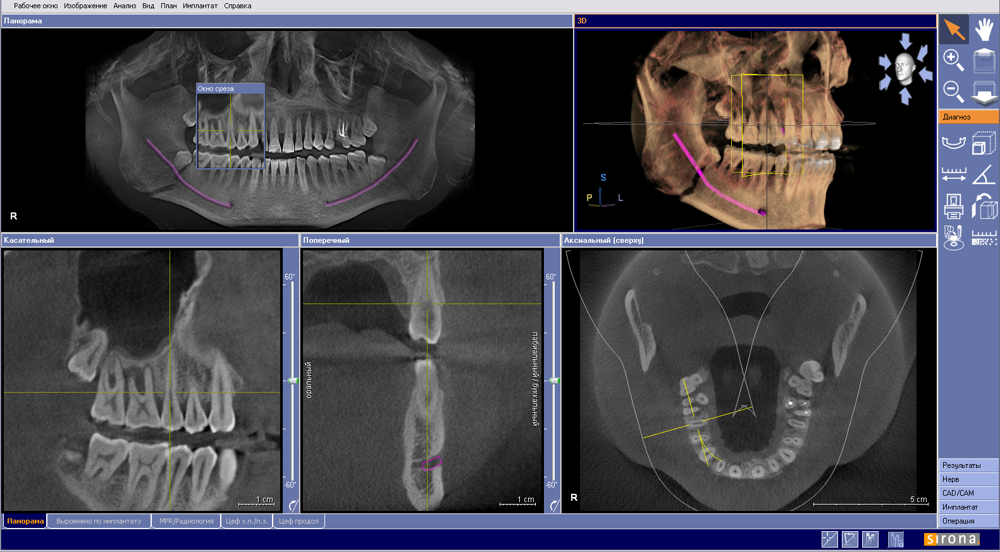 Рабочее окно Изображение Анализ Вид План Имплантат Справка
Панорама
3D
Окно среза
R
S
P
L
Диагноз
Касательный
Поперечный
Аксиальный (сверху)
60°
-60°
1 cm
оральный
лабиальный / буккальный
60°
-60°
1 cm
R
5 cm
Результаты
Нерв
CAD/CAM
Имплантат
Операция
Панорама
Выровнено по имплантату
MPR/Радиология
Цеф з.п./п.з.
Цеф продол
sirona